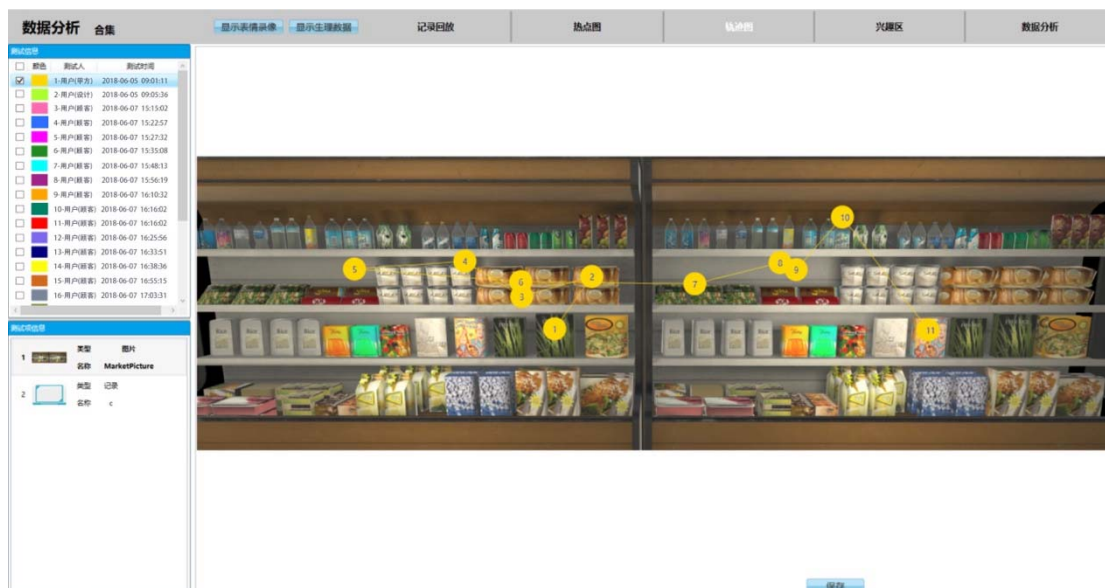 数据分析 合集 显示表情录像 显示生理数据 记录回放 热点图 轨迹图 兴趣区 数据分析
测试信息
颜色 测试人 测试时间
1-用户(甲方) 2018-06-05 09:01:11
2-用户(设计) 2018-06-05 09:05:36
3-用户(顾客) 2018-06-07 15:15:02
4-用户(顾客) 2018-06-07 15:22:57
5-用户(顾客) 2018-06-07 15:27:32
6-用户(顾客) 2018-06-07 15:35:08
7-用户(顾客) 2018-06-07 15:48:13
8-用户(顾客) 2018-06-07 15:56:19
9-用户(顾客) 2018-06-07 16:10:32
10-用户(顾客) 2018-06-07 16:16:02
11-用户(顾客) 2018-06-07 16:16:02
12-用户(顾客) 2018-06-07 16:25:56
13-用户(顾客) 2018-06-07 16:33:51
14-用户(顾客) 2018-06-07 16:38:36
15-用户(顾客) 2018-06-07 16:55:15
16-用户(顾客) 2018-06-07 17:03:31
测试项信息
1 类型 图片
名称 MarketPicture
2 类型 记录
名称 c
10
4
8
5
9
2
6
7
3
1
11
保存